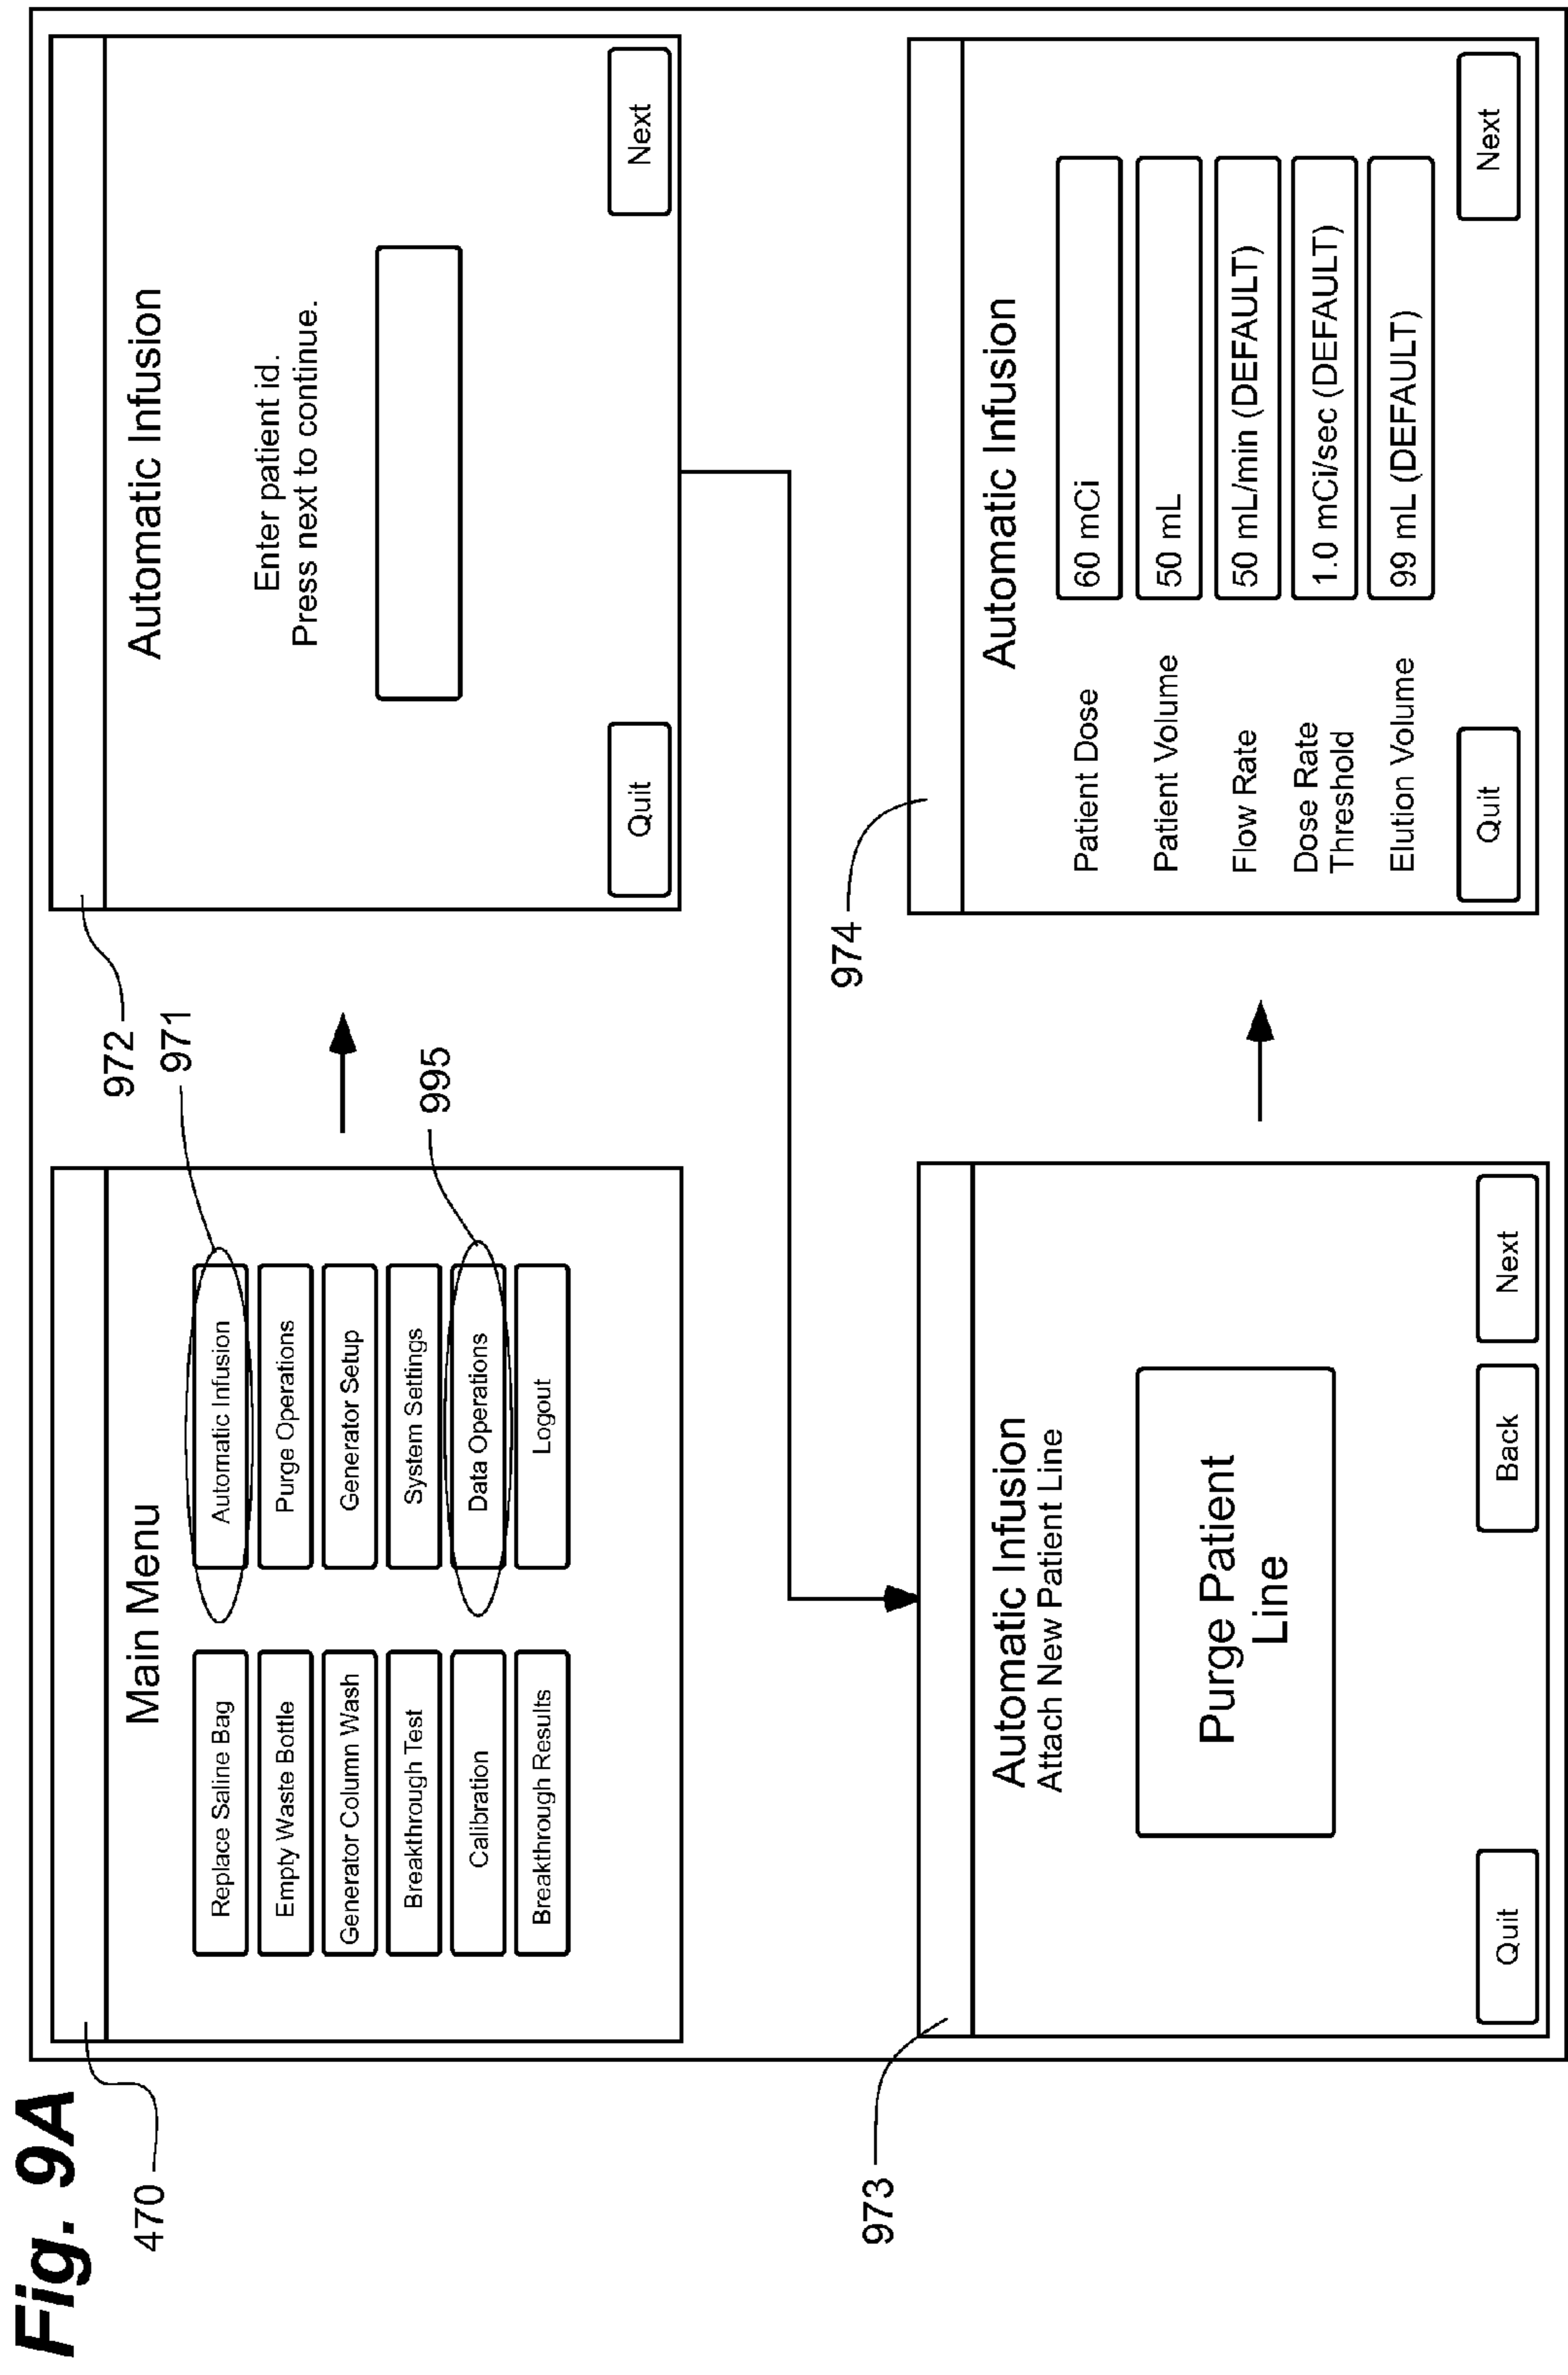 Fig. 9A
470
Main Menu
Replace Saline Bag
Automatic Infusion
Empty Waste Bottle
Purge Operations
Generator Column Wash
Generator Setup
Breakthrough Test
System Settings
Calibration
Data Operations
Breakthrough Results
Logout
971
995
972
Automatic Infusion
Enter patient id.
Press next to continue.
Quit
Next
973
Automatic Infusion
Attach New Patient Line
Purge Patient
Line
Quit
Back
Next
974
Automatic Infusion
Patient Dose
60 mCi
Patient Volume
50 mL
Flow Rate
50 mL/min (DEFAULT)
Dose Rate
Threshold
1.0 mCi/sec (DEFAULT)
Elution Volume
99 mL (DEFAULT)
Quit
Next